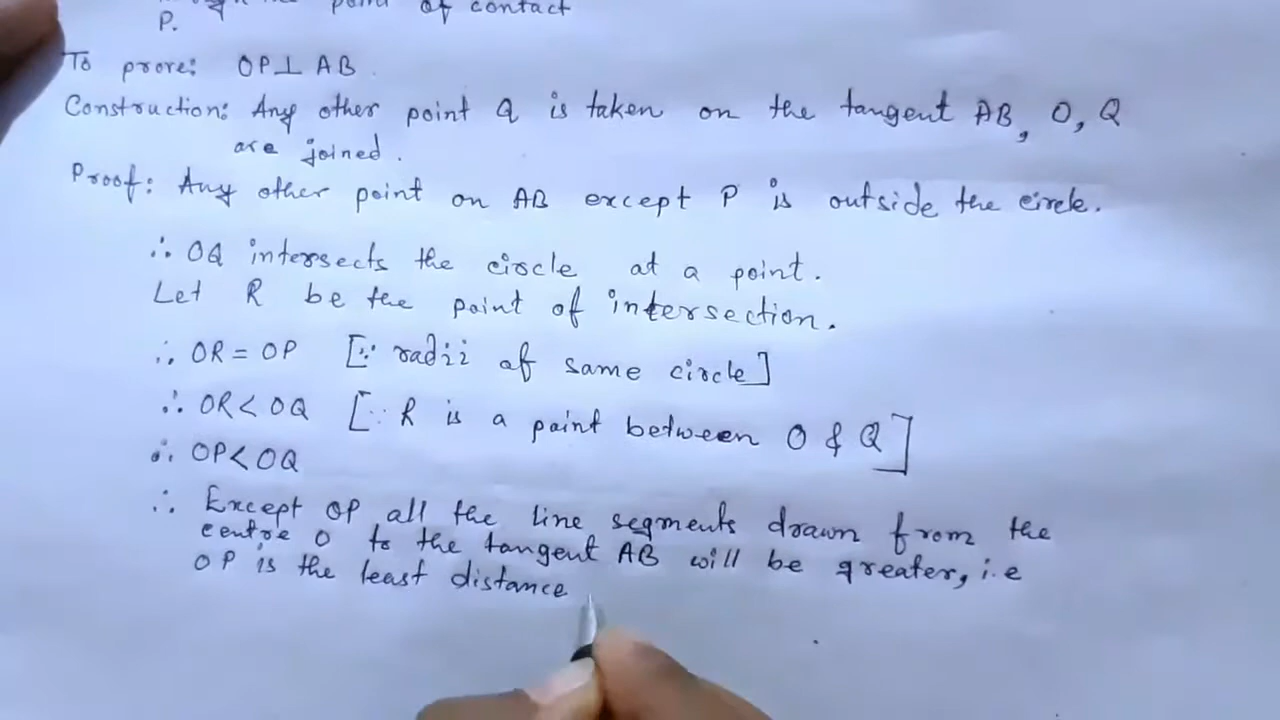 point of contact
P.
To prove: OP⊥ AB.
Construction: Any other point Q is taken on the tangent AB, O, Q
are joined.
Proof: Any other point on AB except P is outside the circle.
∴ OQ intersects the circle at a point.
Let R be the point of intersection.
∴ OR = OP [∵ radii of same circle]
∴ OR < OQ [∵ R is a point between O & Q]
∴ OP < OQ
∴ Except OP all the line segments drawn from the
centre O to the tangent AB will be greater, i.e
OP is the least distance